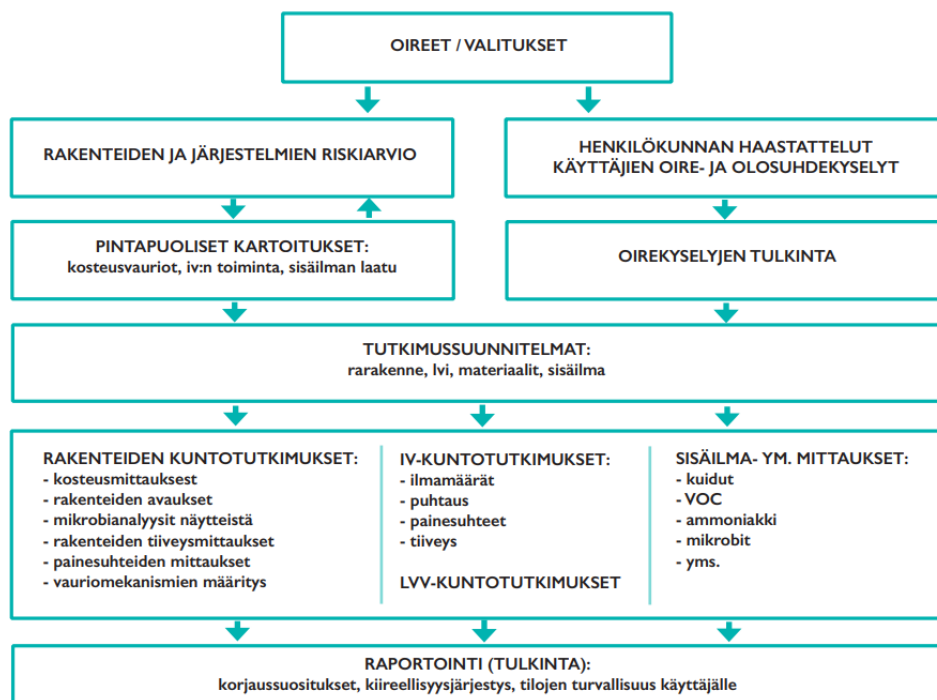 OIREET / VALITUKSET
RAKENTEIDEN JA JÄRJESTELMIEN RISKIARVIO
HENKILÖKUNNAN HAASTATTELUT
KÄYTTÄJIEN OIRE- JA OLOSUHDEKYSELYT
PINTAPUOLISET KARTOITUKSET:
kosteusvauriot, iv:n toiminta, sisäilman laatu
OIREKYSELYJEN TULKINTA
TUTKIMUSSUUNNITELMAT:
rarakenne, lvi, materiaalit, sisäilma
RAKENTEIDEN KUNTOTUTKIMUKSET:
- kosteusmittauksest
- rakenteiden avaukset
- mikrobianalyysit näytteistä
- rakenteiden tiiveysmittaukset
- painesuhteiden mittaukset
- vauriomekanismien määritys
IV-KUNTOTUTKIMUKSET:
- ilmamäärät
- puhtaus
- painesuhteet
- tiiveys
LVV-KUNTOTUTKIMUKSET
SISÄILMA- YM. MITTAUKSET:
- kuidut
- VOC
- ammoniakki
- mikrobit
- yms.
RAPORTOINTI (TULKINTA):
korjaussuositukset, kiireellisyysjärjestys, tilojen turvallisuus käyttäjälle